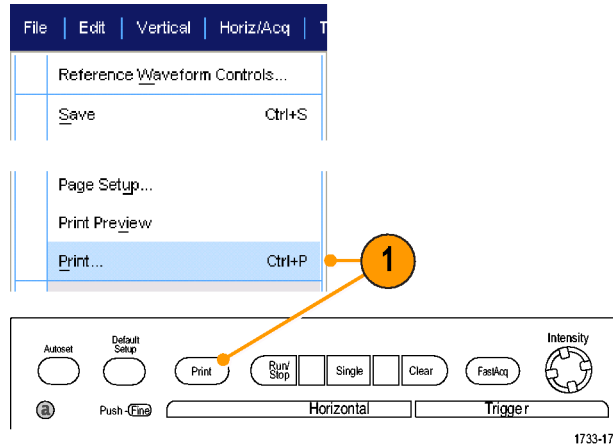 File | Edit | Vertical | Horiz/Acq |
Reference Waveform Controls...
Save Ctrl+S
Page Setup...
Print Preview
Print... Ctrl+P
1
Autoset Default Setup Print Run/Stop Single Clear FastAcq Intensity
a Push-Fine Horizontal Trigger
1733-17